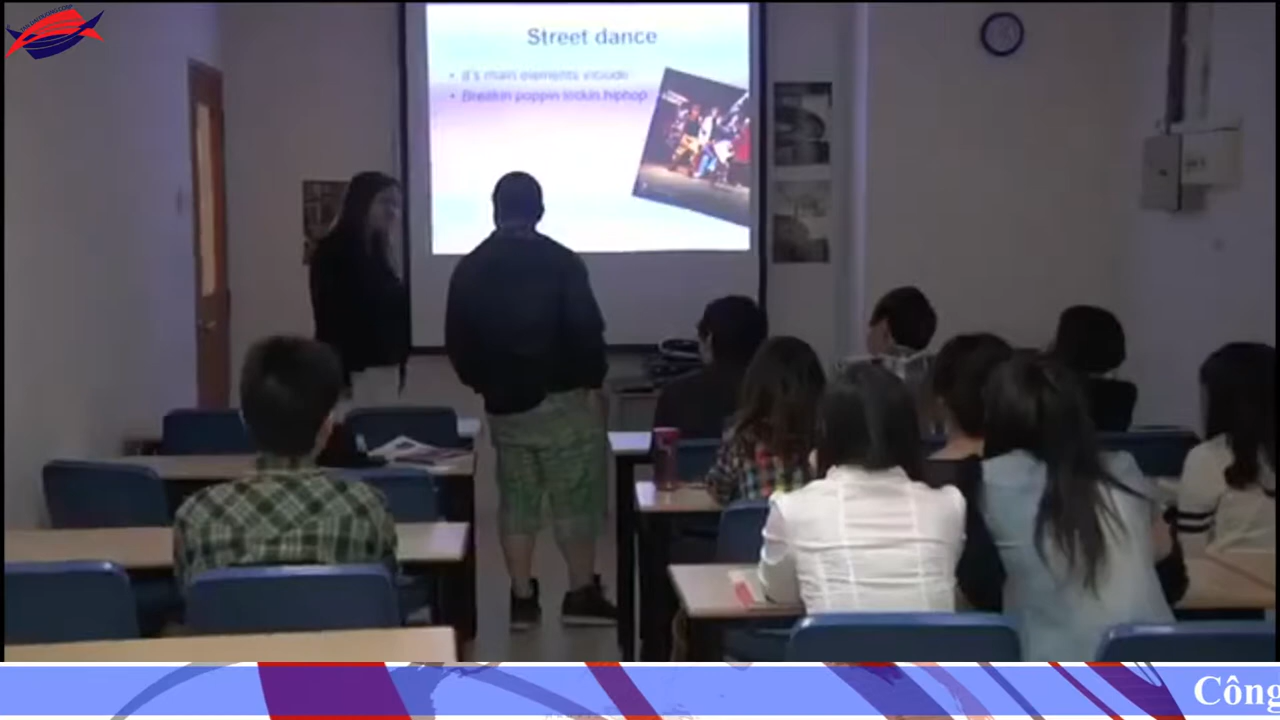 Street dance
• It's main elements include
• Breakin poppin lockin hiphop
Công